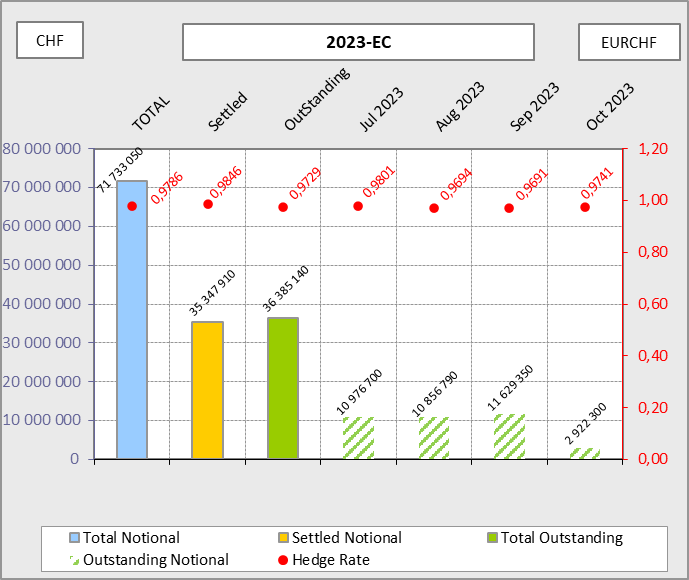 CHF
2023-EC
EURCHF
TOTAL
Settled
OutStanding
Jul 2023
Aug 2023
Sep 2023
Oct 2023
80 000 000
70 000 000
60 000 000
50 000 000
40 000 000
30 000 000
20 000 000
10 000 000
0
71 733 050
35 347 910
36 385 140
10 976 700
10 856 790
11 629 350
2 922 300
0,9786
0,9846
0,9729
0,9801
0,9694
0,9691
0,9741
1,20
1,00
0,80
0,60
0,40
0,20
0,00
Total Notional
Settled Notional
Total Outstanding
Outstanding Notional
Hedge Rate